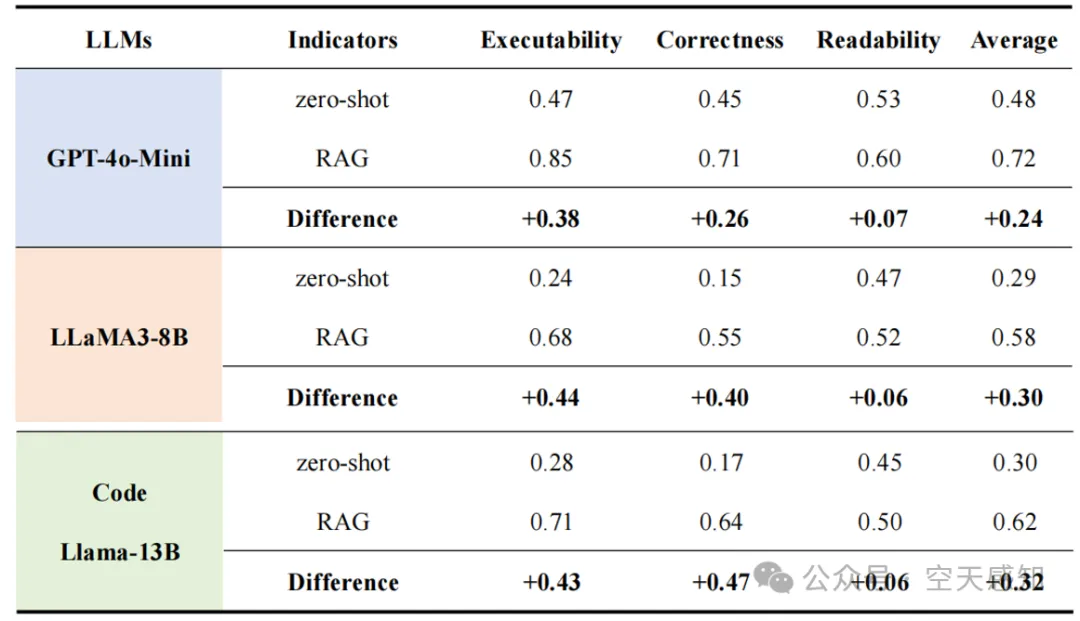 LLMs Indicators Executability Correctness Readability Average
zero-shot 0.47 0.45 0.53 0.48
GPT-4o-Mini RAG 0.85 0.71 0.60 0.72
Difference +0.38 +0.26 +0.07 +0.24
zero-shot 0.24 0.15 0.47 0.29
LLaMA3-8B RAG 0.68 0.55 0.52 0.58
Difference +0.44 +0.40 +0.06 +0.30
zero-shot 0.28 0.17 0.45 0.30
Code
RAG 0.71 0.64 0.50 0.62
Llama-13B
Difference +0.43 +0.47 +0.06 +0.32
公众号 · 空天感知